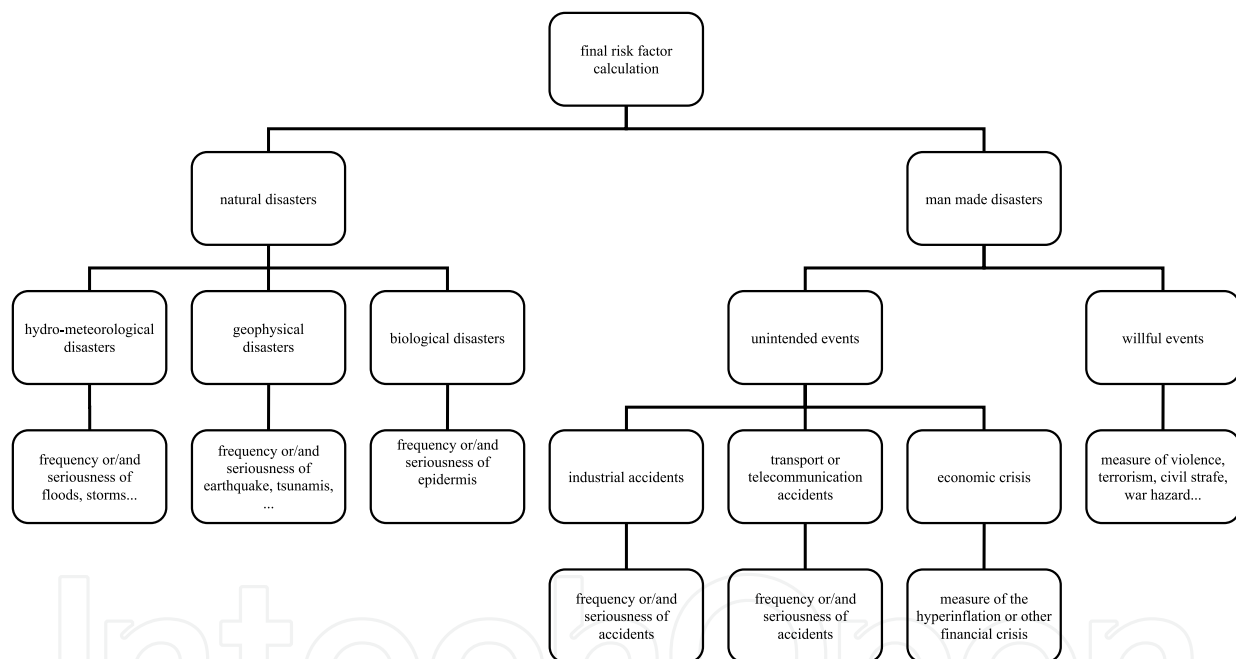 final risk factor
calculation
natural disasters
man made disasters
hydro-meteorological
disasters
geophysical
disasters
biological disasters
unintended events
willful events
frequency or/and
seriousness of
floods, storms...
frequency or/and
seriousness of
earthquake, tsunamis,
...
frequency or/and
seriousness of
epidermis
industrial accidents
transport or
telecommunication
accidents
economic crisis
measure of violence,
terrorism, civil strafe,
war hazard...
frequency or/and
seriousness of
accidents
frequency or/and
seriousness of
accidents
measure of the
hyperinflation or other
financial crisis
IntechOpen